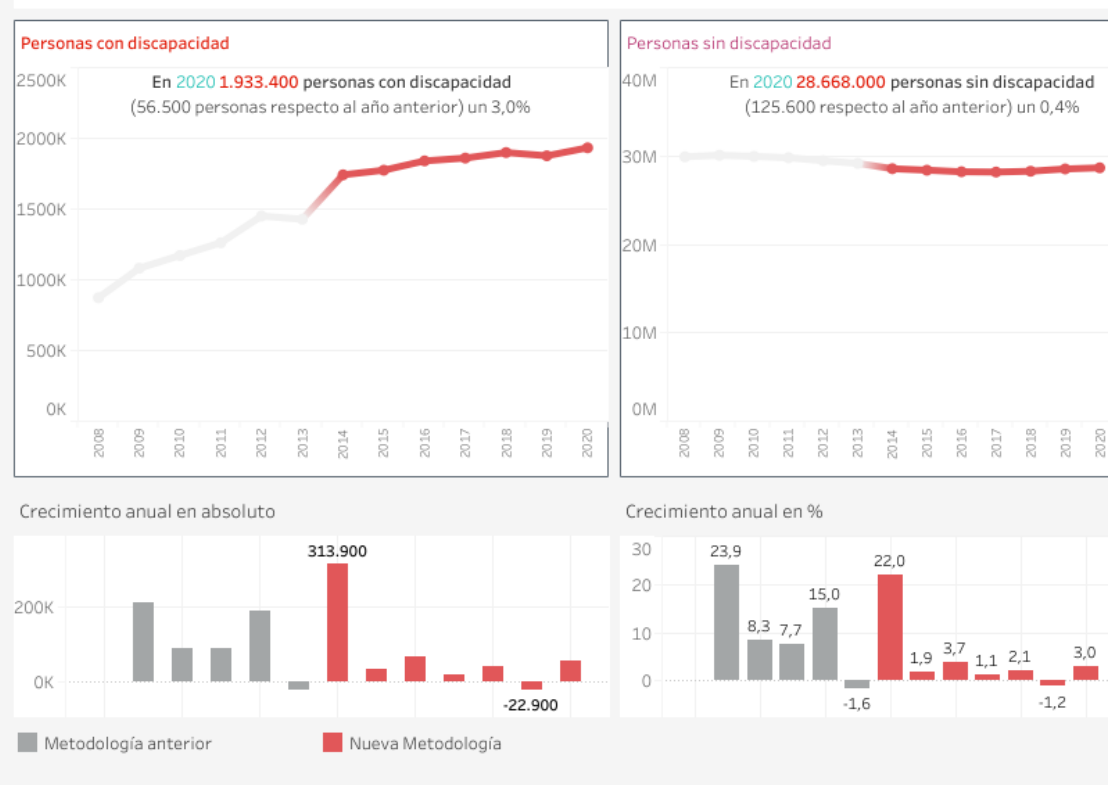 Personas con discapacidad
En 2020 1.933.400 personas con discapacidad
(56.500 personas respecto al año anterior) un 3,0%
2500K
2000K
1500K
1000K
500K
0K
2008 2009 2010 2011 2012 2013 2014 2015 2016 2017 2018 2019 2020
Personas sin discapacidad
En 2020 28.668.000 personas sin discapacidad
(125.600 respecto al año anterior) un 0,4%
40M
30M
20M
10M
0M
2008 2009 2010 2011 2012 2013 2014 2015 2016 2017 2018 2019 2020
Crecimiento anual en absoluto
313.900
200K
0K
-22.900
Crecimiento anual en %
30
20
10
0
23,9 8,3 7,7 15,0 -1,6 22,0 1,9 3,7 1,1 2,1 -1,2 3,0
Metodología anterior
Nueva Metodología